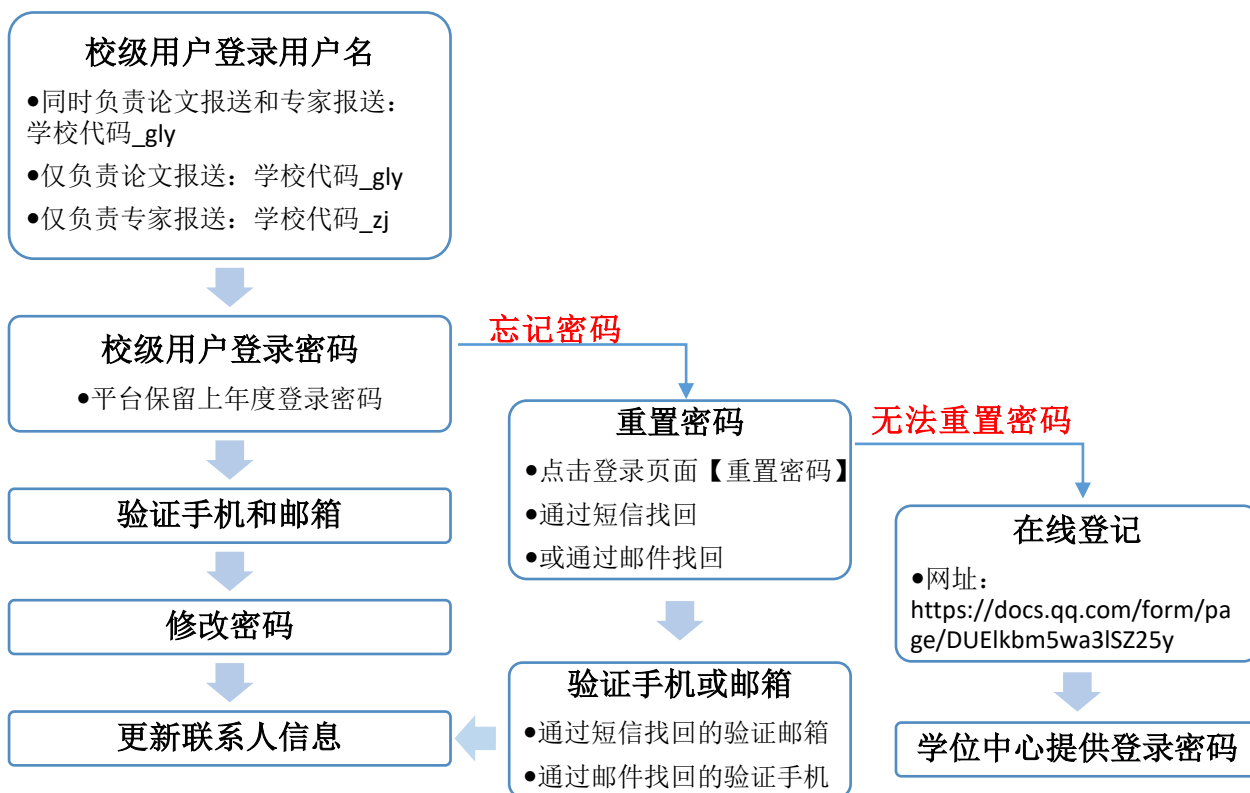 校级用户登录用户名
•同时负责论文报送和专家报送：
学校代码_gly
•仅负责论文报送：学校代码_gly
•仅负责专家报送：学校代码_zj
校级用户登录密码
•平台保留上年度登录密码
忘记密码
验证手机和邮箱
修改密码
更新联系人信息
重置密码
•点击登录页面【重置密码】
•通过短信找回
•或通过邮件找回
无法重置密码
验证手机或邮箱
•通过短信找回的验证邮箱
•通过邮件找回的验证手机
在线登记
•网址：
https://docs.qq.com/form/pa
ge/DUElkbm5wa3lSZ25y
学位中心提供登录密码